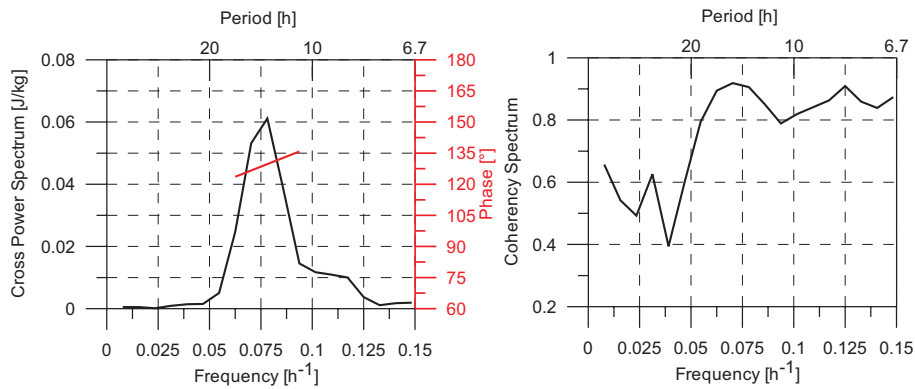 Period [h]
20 10 6.7
0.08 180
165
0.06 150
135
0.04 120
105
0.02 90
75
0 60
0 0.025 0.05 0.075 0.1 0.125 0.15
Frequency [h-1]
Cross Power Spectrum [J/kg]
Phase [°]
Period [h]
20 10 6.7
1
0.8
0.6
0.4
0.2
0 0.025 0.05 0.075 0.1 0.125 0.15
Frequency [h-1]
Coherency Spectrum